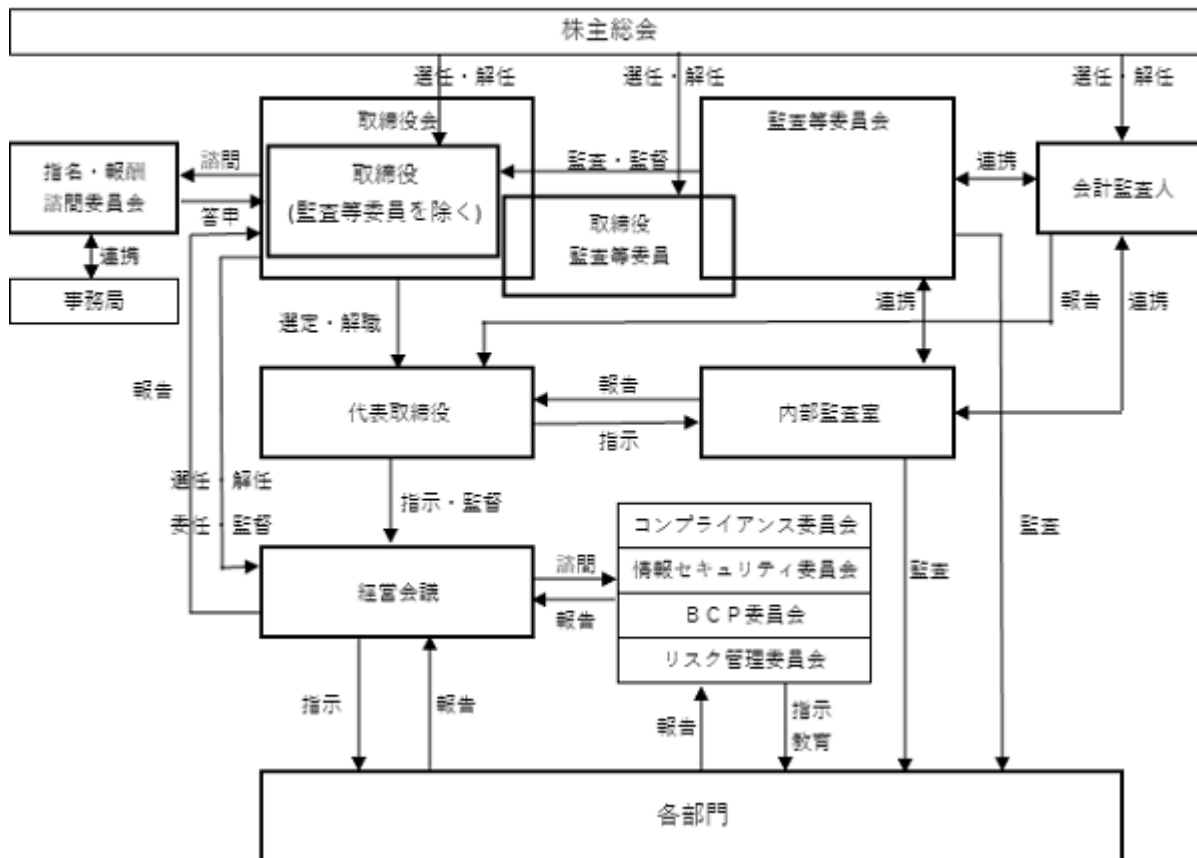 株主総会
選任・解任
選任・解任
選任・解任
取締役会
監査等委員会
指名・報酬
諮問委員会
諮問
答申
取締役
(監査等委員を除く)
監査・監督
取締役
監査等委員
連携
会計監査人
連携
事務局
選定・解職
連携
報告
連携
報告
代表取締役
報告
指示
内部監査室
選任・解任
委任・監督
指示・監督
コンプライアンス委員会
情報セキュリティ委員会
ＢＣＰ委員会
リスク管理委員会
監査
監査
経営会議
諮問
報告
指示
報告
報告
指示
教育
各部門